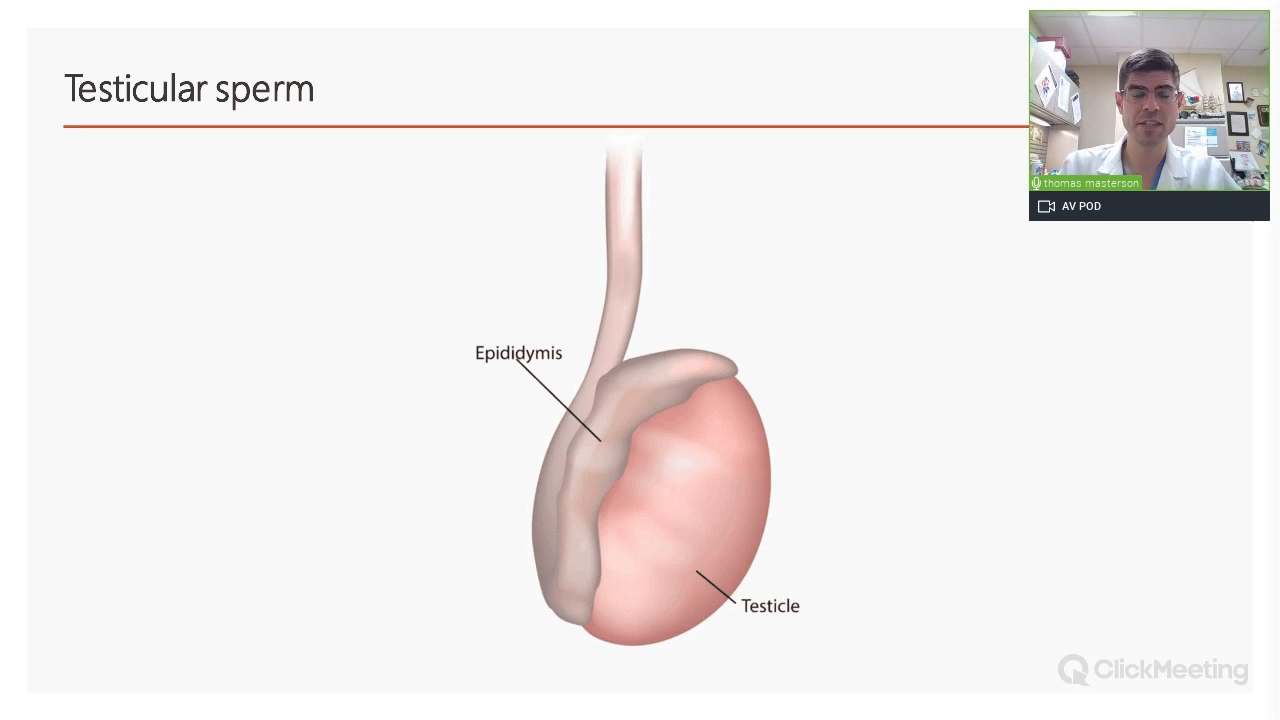 Testicular sperm
thomas masterson
AV POD
Epididymis
Testicle
ClickMeeting